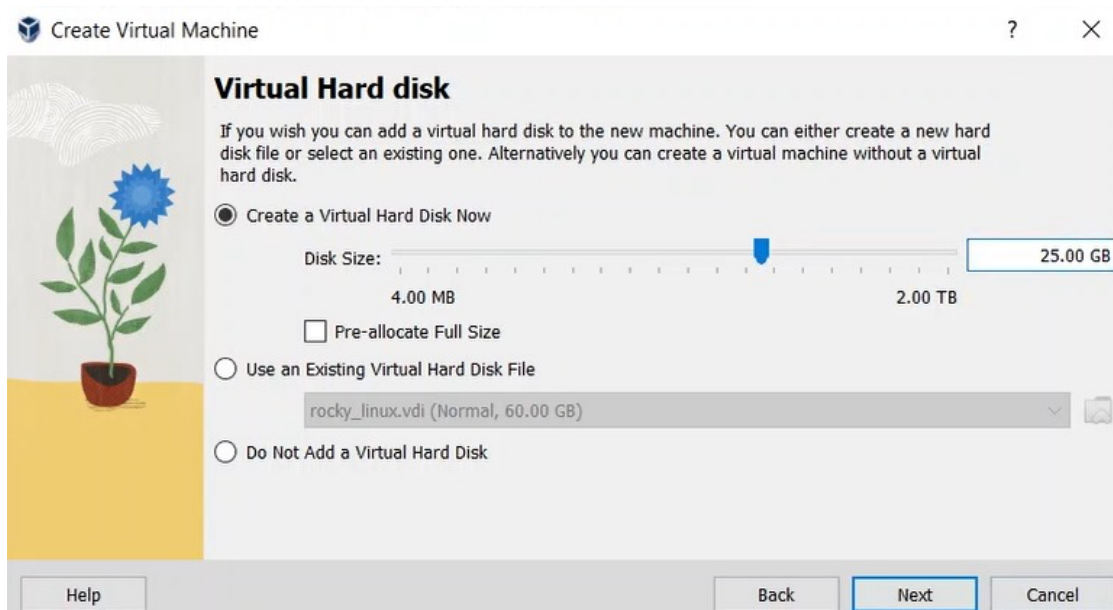 Create Virtual Machine
?
Virtual Hard disk
If you wish you can add a virtual hard disk to the new machine. You can either create a new hard
disk file or select an existing one. Alternatively you can create a virtual machine without a virtual
hard disk.
Create a Virtual Hard Disk Now
Disk Size:
25.00 GB
4.00 MB
2.00 TB
Pre-allocate Full Size
Use an Existing Virtual Hard Disk File
rocky_linux.vdi (Normal, 60.00 GB)
Do Not Add a Virtual Hard Disk
Help
Back
Next
Cancel